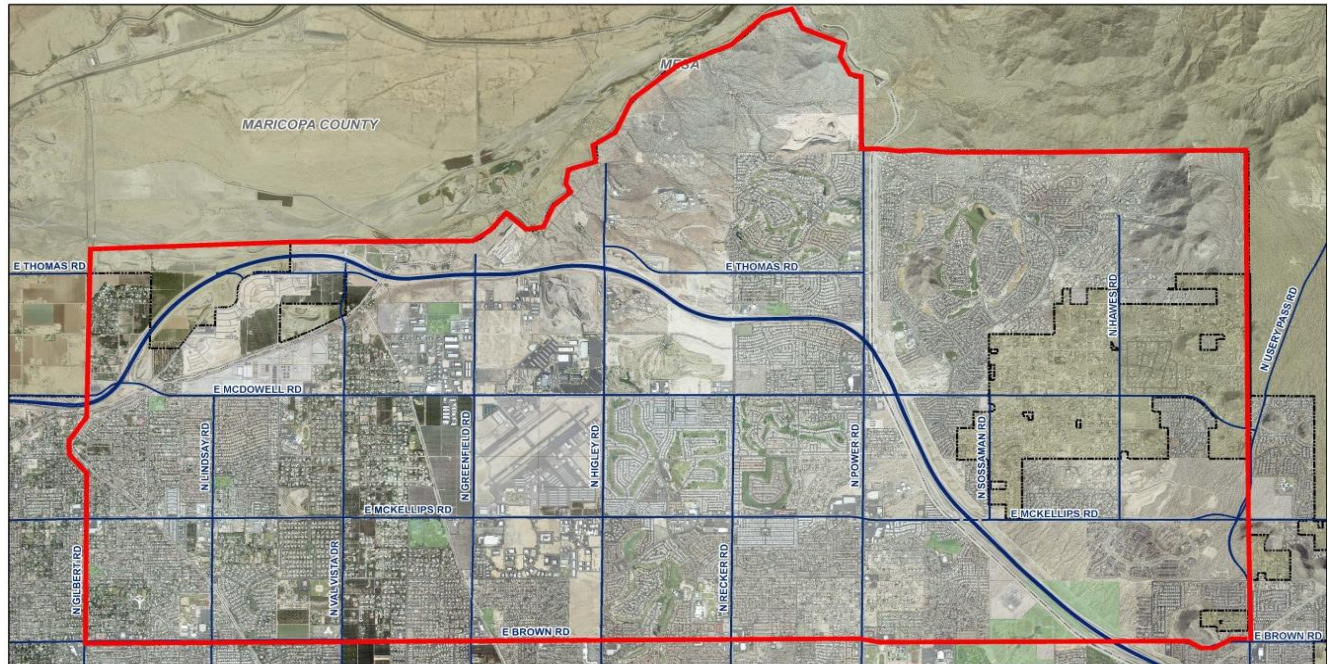 MESA
MARICOPA COUNTY
E THOMAS RD
E THOMAS RD
N HAWES RD
N USERY PASS RD
E MCDOWELL RD
N LINDSAY RD
N GREENFIELD RD
N HIGLEY RD
N POWER RD
N SOSSAMAN RD
E MCKELLIPS RD
E MCKELLIPS RD
N GILBERT RD
N VAL VISTA DR
N RECKER RD
E BROWN RD
E BROWN RD